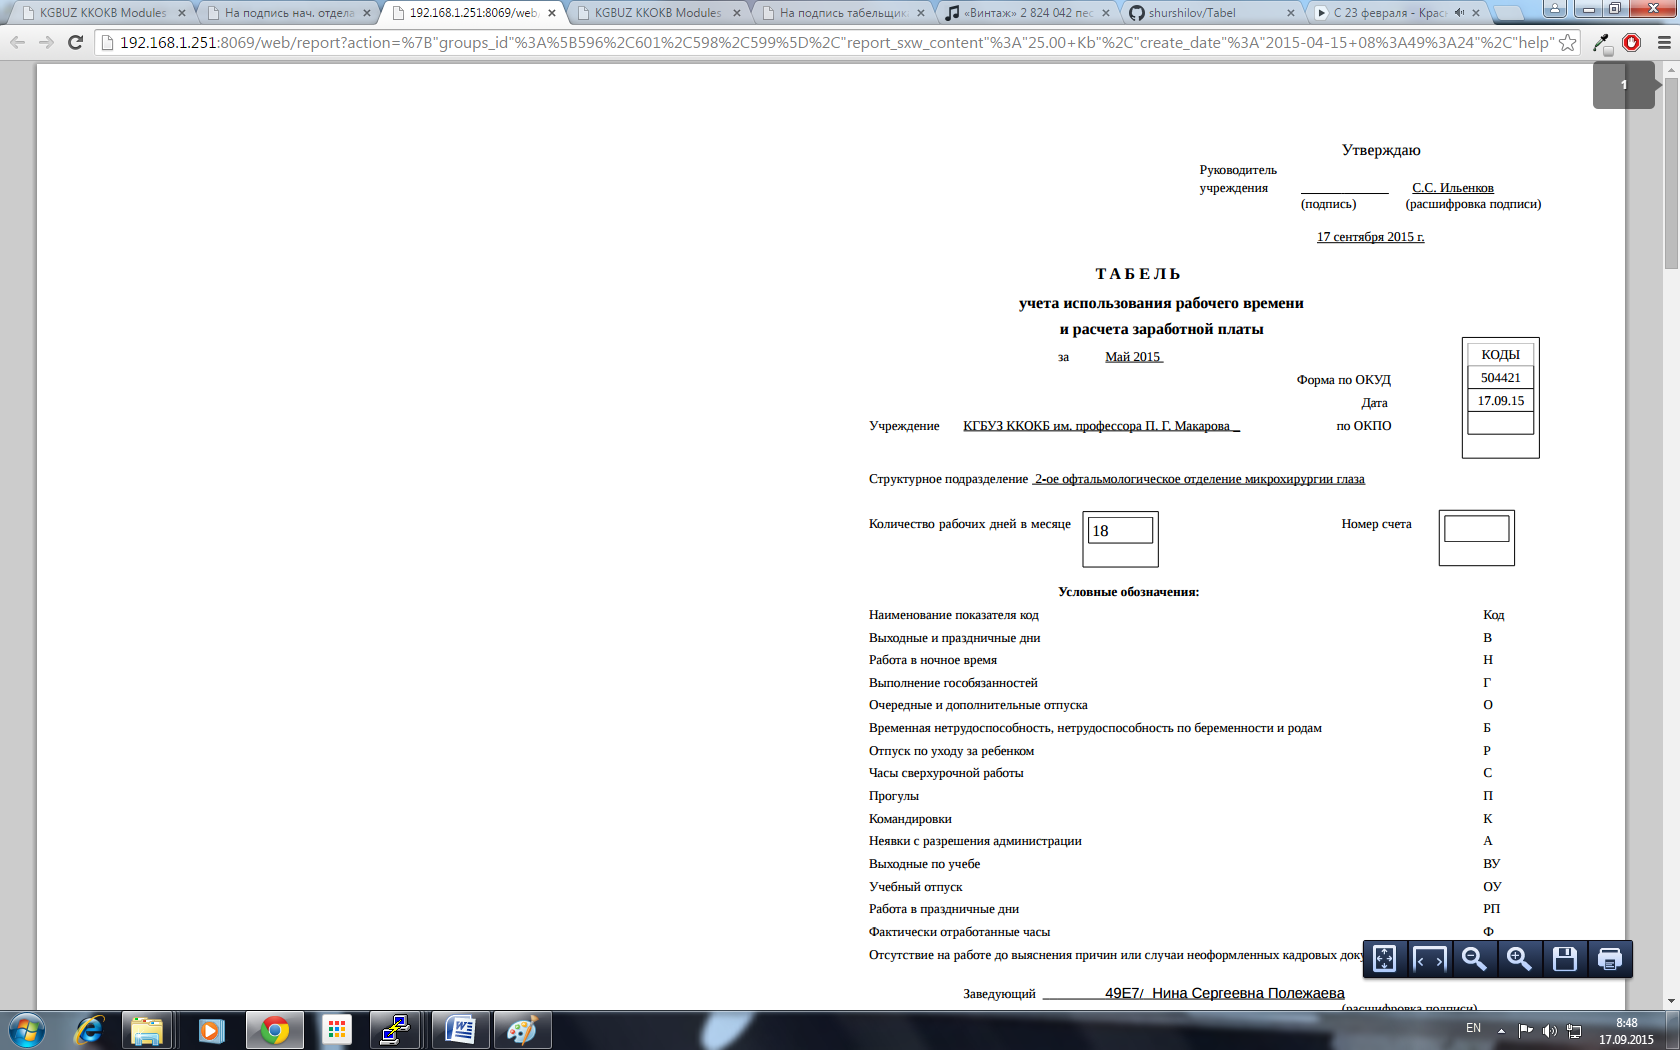 KGBUZ KKOKB Modules
На подпись нач. отдела
192.168.1.251:8069/web
KGBUZ KKOKB Modules
На подпись табельщик
«Винтаж» 2 824 042 пес
shurshilov/Tabel
С 23 февраля - Крас
192.168.1.251:8069/web/report?action=%7B"groups_id"%3A%5B596%2C601%2C598%2C599%5D%2C"report_sxw_content"%3A"25.00+Kb"%2C"create_date"%3A"2015-04-15+08%3A49%3A24"%2C"help"
1
Утверждаю
Руководитель
учреждения _____________ С.С. Ильенков
(подпись) (расшифровка подписи)
17 сентября 2015 г.
Т А Б Е Л Ь
учета использования рабочего времени
и расчета заработной платы
за Май 2015
КОДЫ
Форма по ОКУД 504421
Дата 17.09.15
Учреждение КГБУЗ ККОКБ им. профессора П. Г. Макарова _ по ОКПО
Структурное подразделение 2-ое офтальмологическое отделение микрохирургии глаза
Количество рабочих дней в месяце 18 Номер счета
Условные обозначения:
Наименование показателя код Код
Выходные и праздничные дни В
Работа в ночное время Н
Выполнение гособязанностей Г
Очередные и дополнительные отпуска О
Временная нетрудоспособность, нетрудоспособность по беременности и родам Б
Отпуск по уходу за ребенком Р
Часы сверхурочной работы С
Прогулы П
Командировки К
Неявки с разрешения администрации А
Выходные по учебе ВУ
Учебный отпуск ОУ
Работа в праздничные дни РП
Фактически отработанные часы Ф
Отсутствие на работе до выяснения причин или случаи неоформленных кадровых доку
Заведующий _________49E7/ Нина Сергеевна Полежаева
(расшифровка подписи)
EN
8:48
17.09.2015